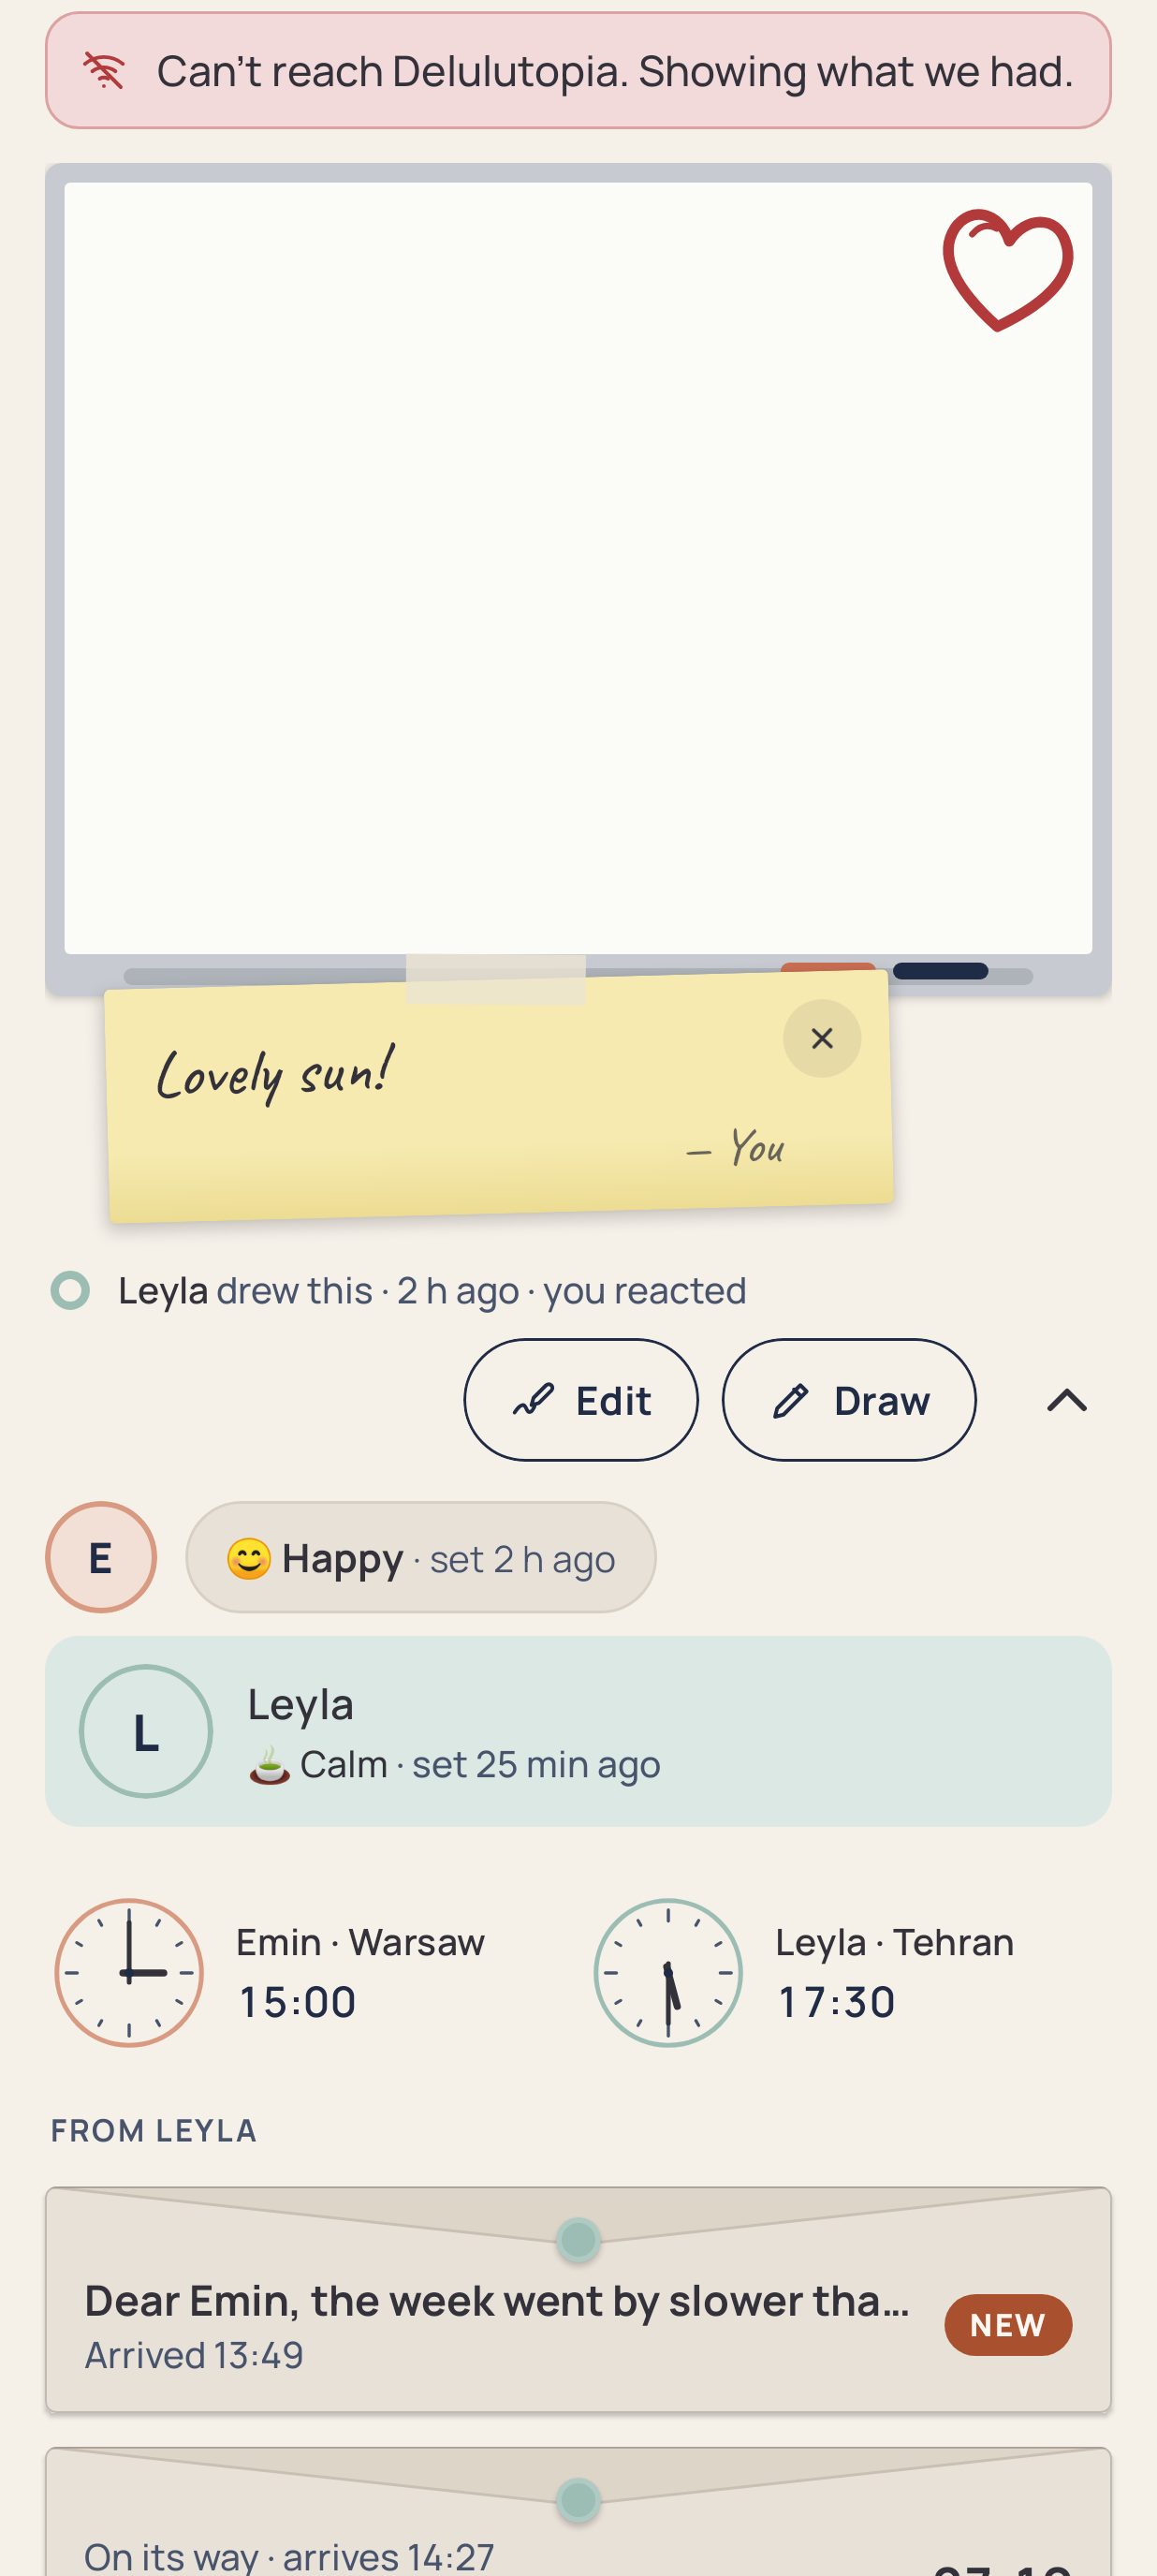 Can't reach Delulutopia. Showing what we had.
Lovely sun!
– You
Leyla drew this · 2 h ago · you reacted
Edit
Draw
E
😊 Happy · set 2 h ago
L
Leyla
🍵 Calm · set 25 min ago
Emin · Warsaw
15:00
Leyla · Tehran
17:30
FROM LEYLA
Dear Emin, the week went by slower tha…
NEW
Arrived 13:49
On its way · arrives 14:27